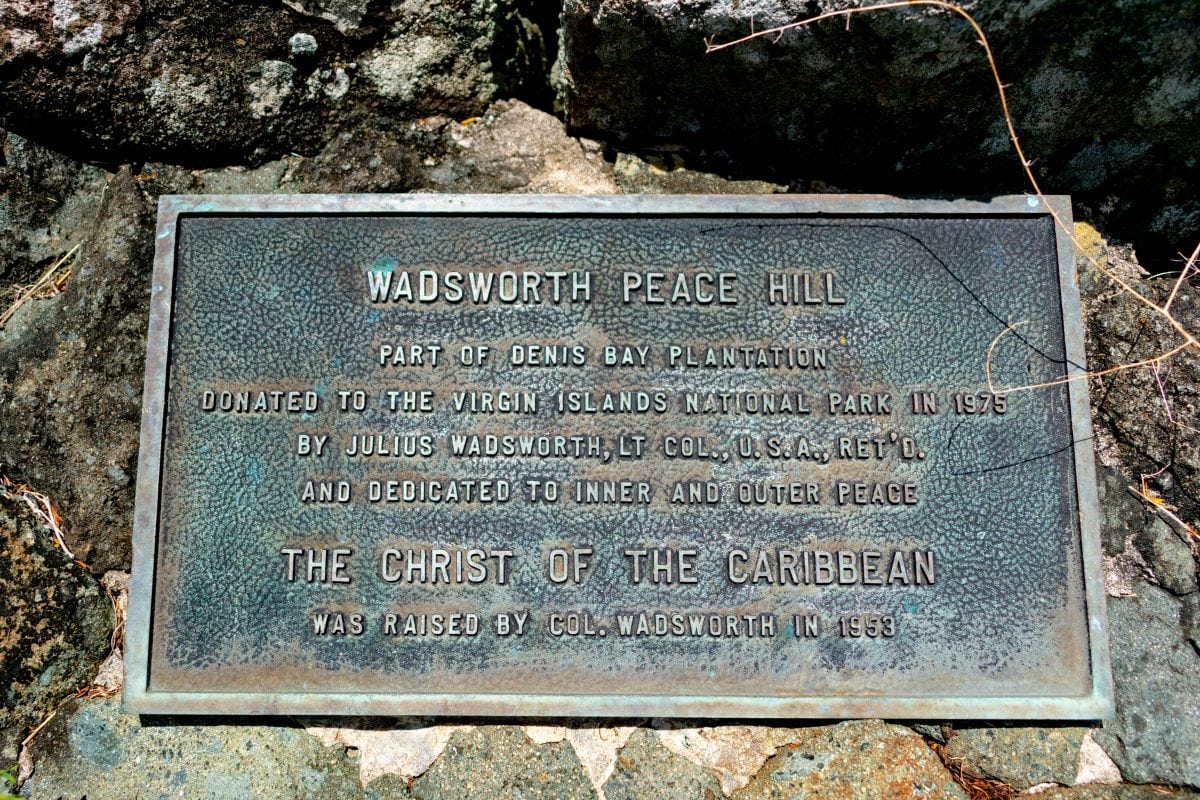 WADSWORTH PEACE HILL
PART OF DENIS BAY PLANTATION
DONATED TO THE VIRGIN ISLANDS NATIONAL PARK IN 1975
BY JULIUS WADSWORTH, LT COL., U.S.A., RET'D.
AND DEDICATED TO INNER AND OUTER PEACE
THE CHRIST OF THE CARIBBEAN
WAS RAISED BY COL. WADSWORTH IN 1953